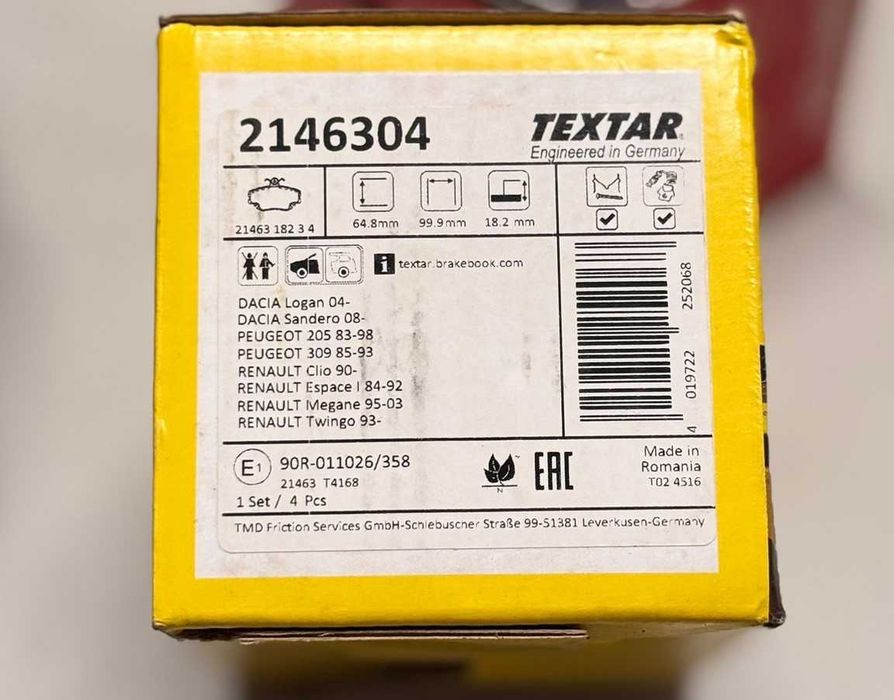 2146304
TEXTAR
Engineered in Germany
21463 182 3 4
64.8mm
99.9mm
18.2 mm
i textar.brakebook.com
DACIA Logan 04-
DACIA Sandero 08-
PEUGEOT 205 83-98
PEUGEOT 309 85-93
RENAULT Clio 90-
RENAULT Espace I 84-92
RENAULT Megane 95-03
RENAULT Twingo 93-
4 019722 252068
E1 90R-011026/358
21463 T4168
1 Set / 4 Pcs
N
EAC
Made in
Romania
T02 4516
TMD Friction Services GmbH-Schlebuscher Straße 99-51381 Leverkusen-Germany